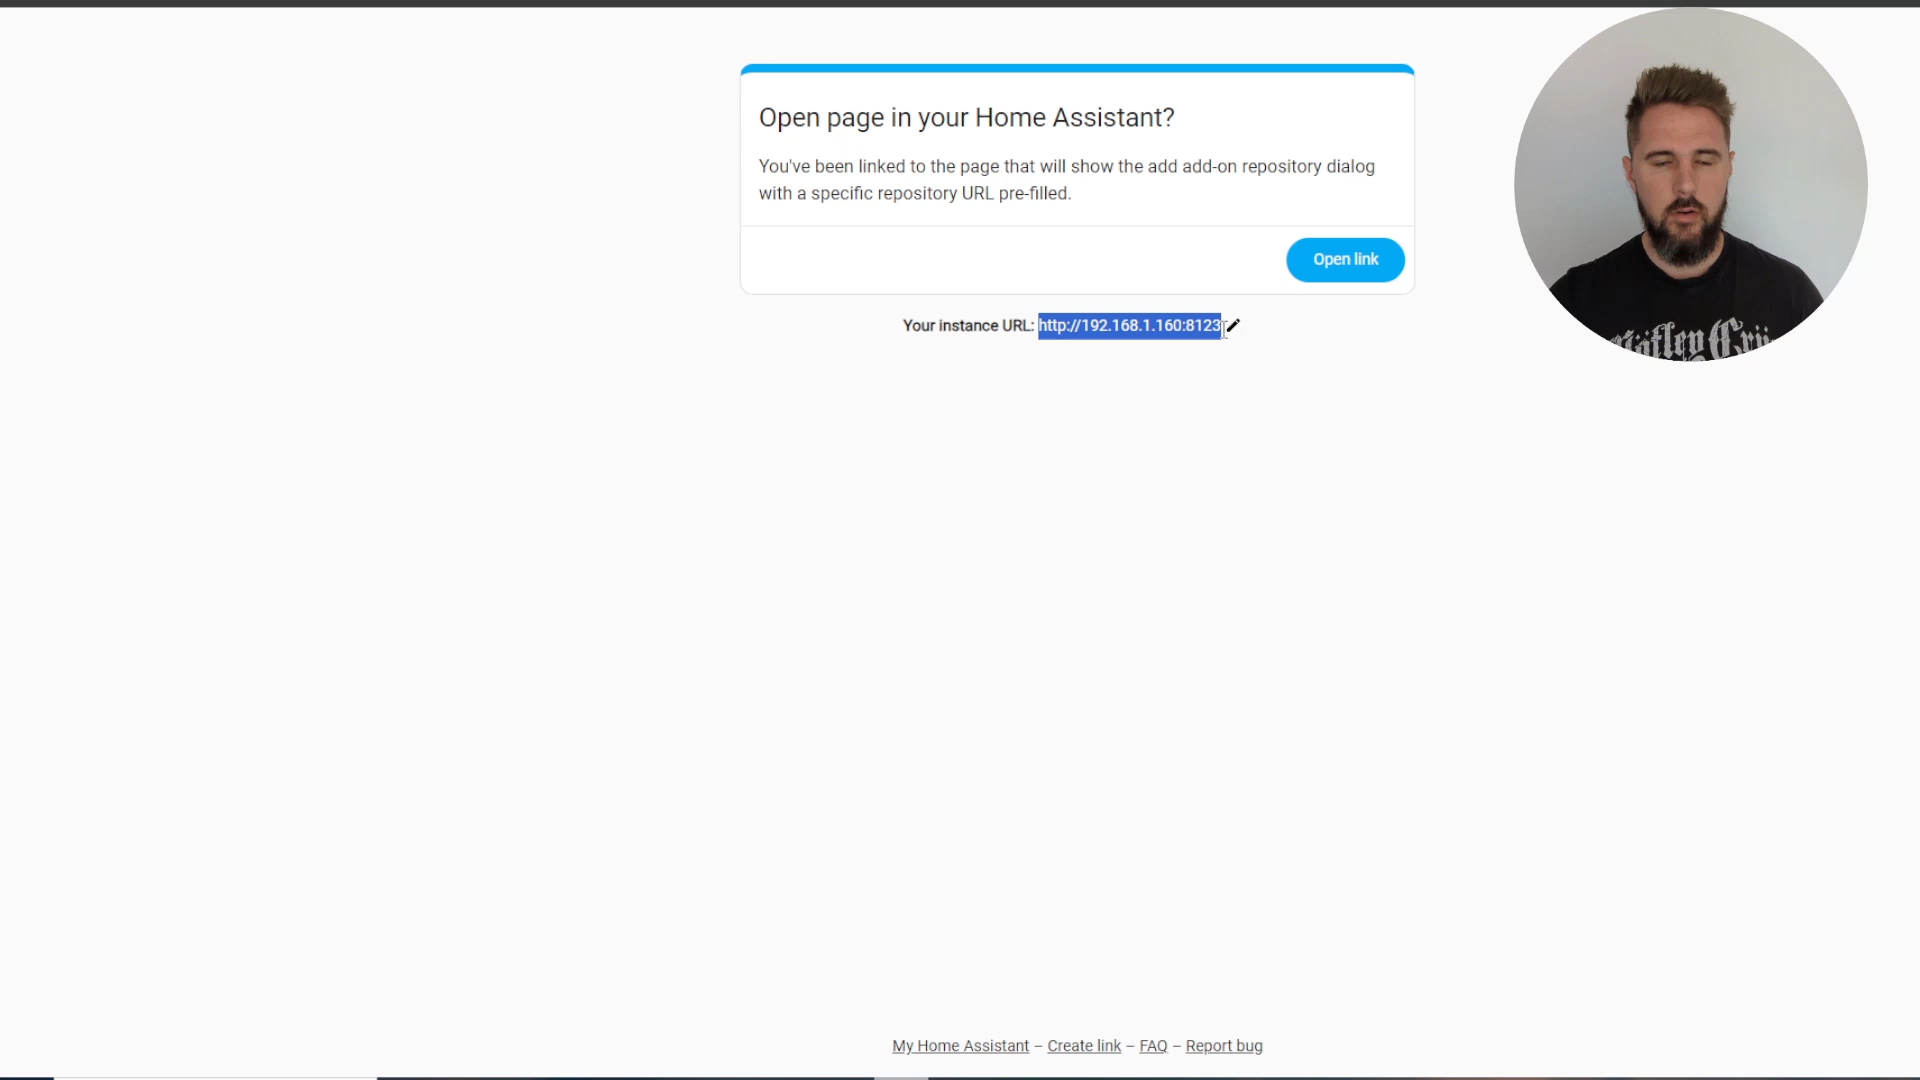 Open page in your Home Assistant?
You've been linked to the page that will show the add add-on repository dialog
with a specific repository URL pre-filled.
Open link
Your instance URL: http://192.168.1.160:8123
Mötley Crü
My Home Assistant – Create link – FAQ – Report bug